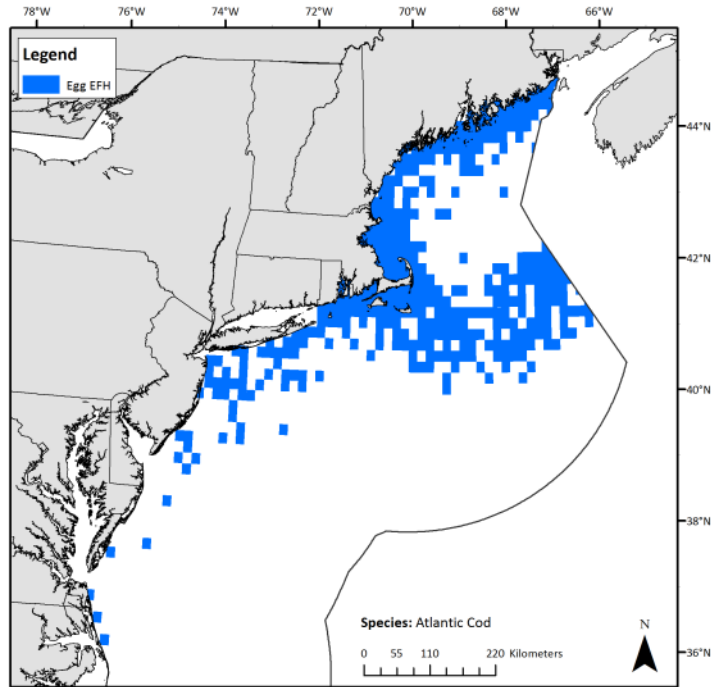 78°W 76°W 74°W 72°W 70°W 68°W 66°W
Legend
Egg EFH
44°N
42°N
40°N
38°N
Species: Atlantic Cod
N
0 55 110 220 Kilometers
36°N